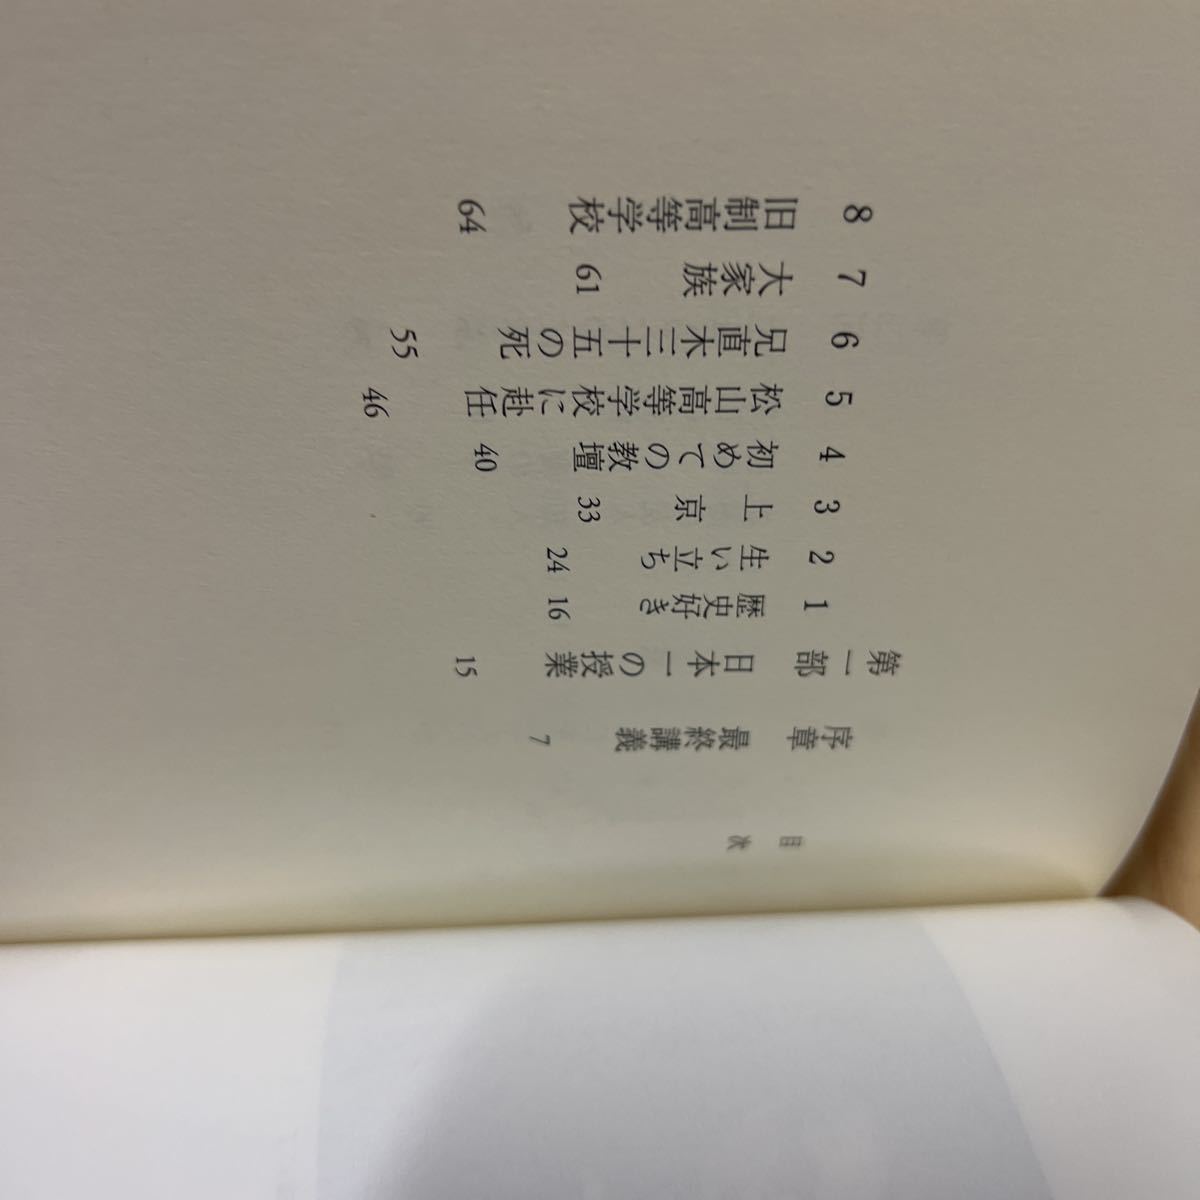 目次
序章 最終講義 7
第一部 日本一の授業 15
1 歴史好き 16
2 生い立ち 24
3 上京 33
4 初めての教壇 40
5 松山高等学校に赴任 46
6 兄直木三十五の死 55
7 大家族 61
8 旧制高等学校 64